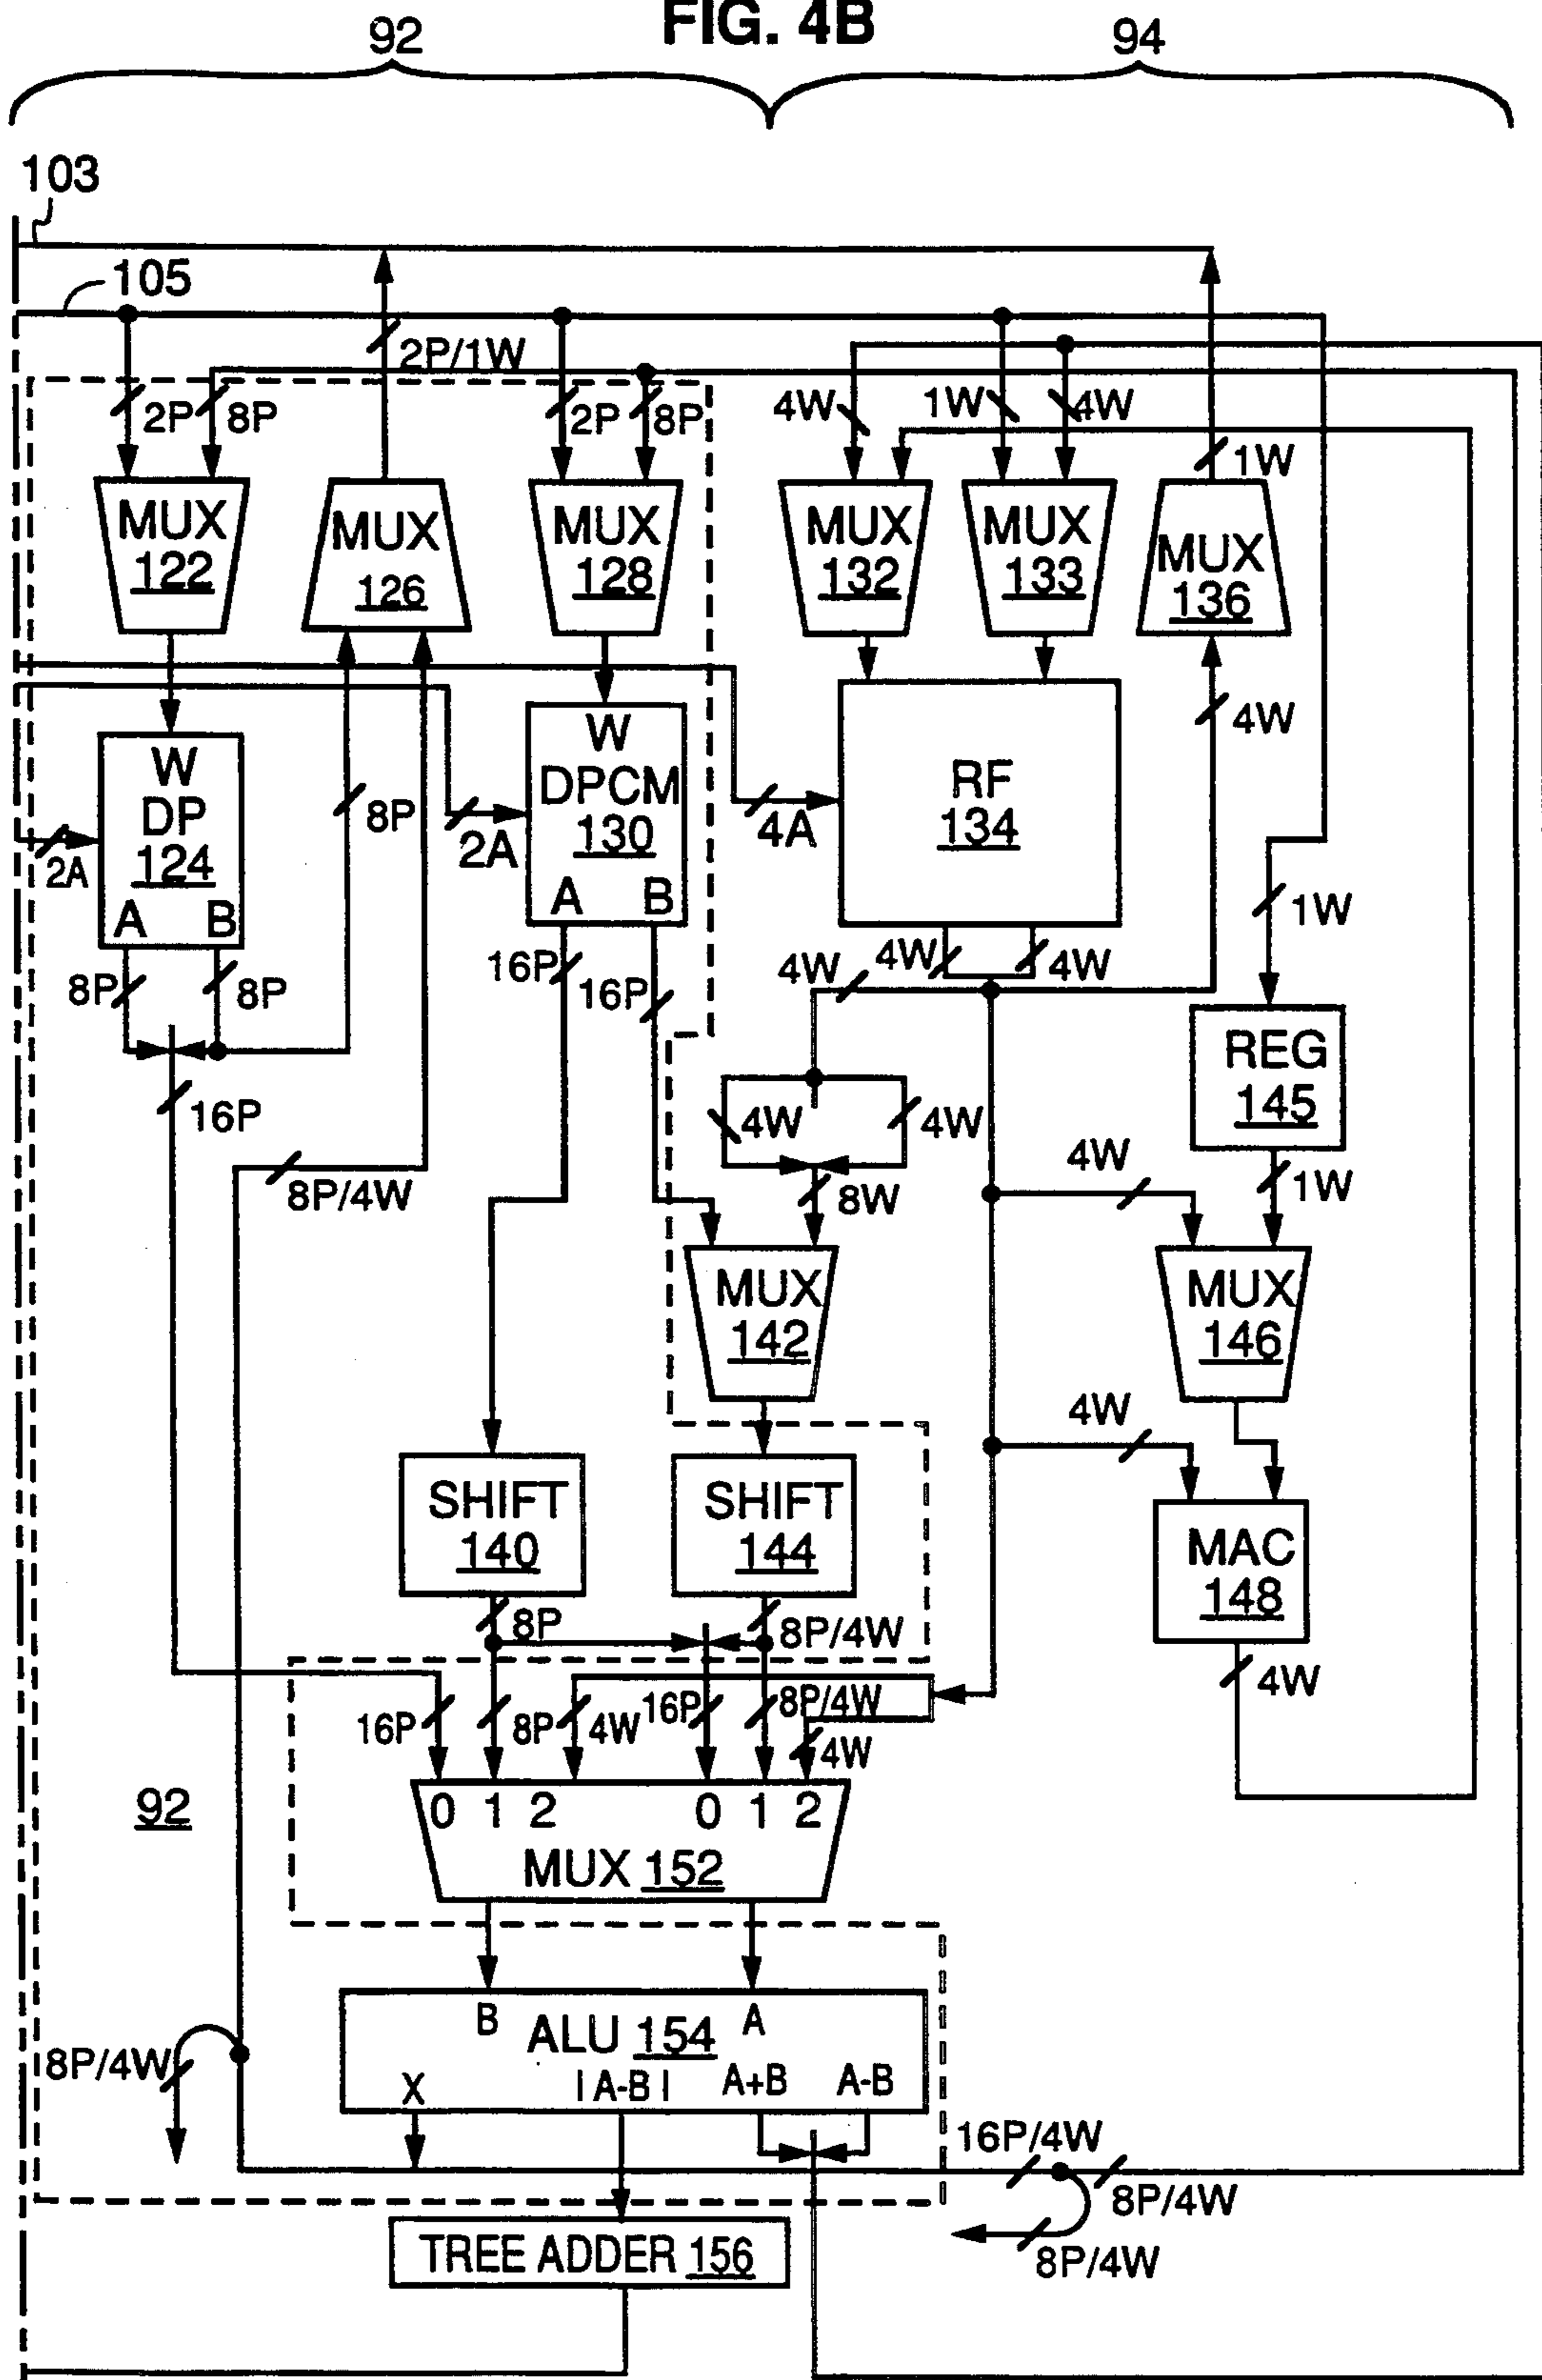 FIG. 4B
92
94
103
105
2P/1W
2P
8P
2P
8P
4W
1W
4W
1W
MUX
122
MUX
126
MUX
128
MUX
132
MUX
133
MUX
136
4W
W
DP
124
A B
2A
8P
2A
W
DPCM
130
A B
4A
RF
134
1W
8P
8P
16P
16P
4W
4W
4W
REG
145
16P
4W
4W
4W
1W
8P/4W
8W
MUX
142
MUX
146
4W
SHIFT
140
SHIFT
144
MAC
148
8P
8P/4W
4W
16P
8P
4W
16P
8P/4W
4W
92
0 1 2 0 1 2
MUX 152
B ALU 154 A
X | A-B | A+B A-B
8P/4W
16P/4W
8P/4W
8P/4W
TREE ADDER 156